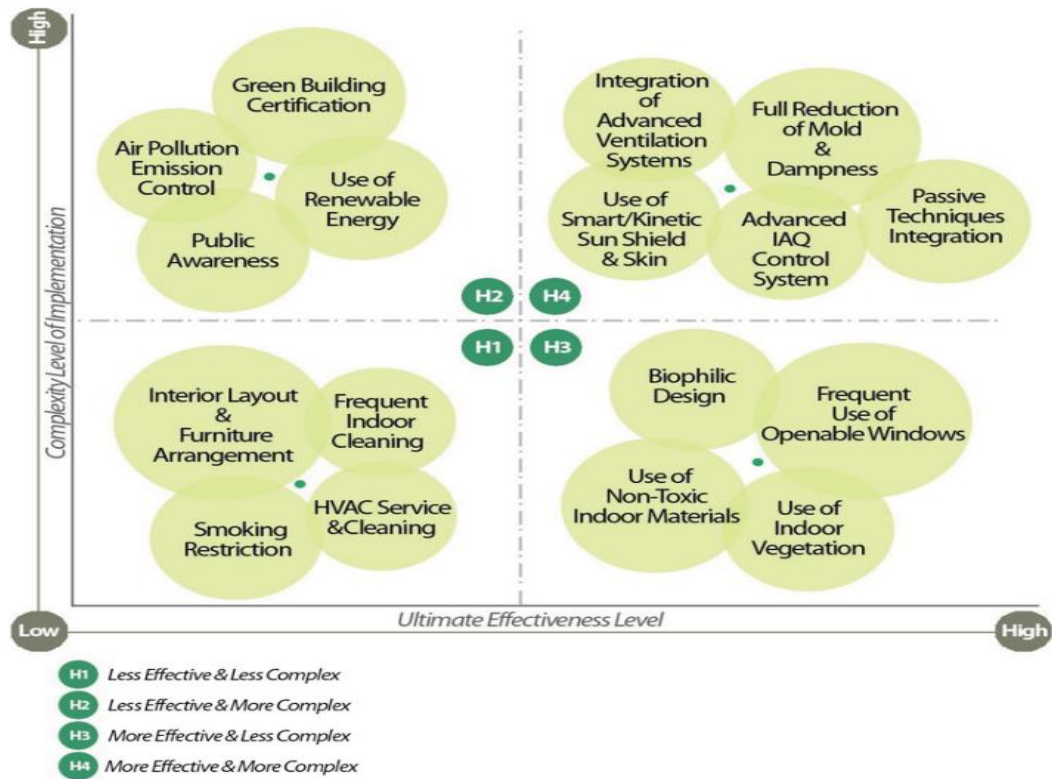 High
Green Building
Certification
Air Pollution
Emission
Control
Use of
Renewable
Energy
Public
Awareness
Integration
of
Advanced
Ventilation
Systems
Full Reduction
of Mold
&
Dampness
Use of
Smart/Kinetic
Sun Shield
& Skin
Advanced
IAQ
Control
System
Passive
Techniques
Integration
H2
H4
H1
H3
Interior Layout
&
Furniture
Arrangement
Frequent
Indoor
Cleaning
Smoking
Restriction
HVAC Service
&Cleaning
Biophilic
Design
Frequent
Use of
Openable Windows
Use of
Non-Toxic
Indoor Materials
Use of
Indoor
Vegetation
Complexity Level of Implementation
Low
Ultimate Effectiveness Level
High
H1 Less Effective & Less Complex
H2 Less Effective & More Complex
H3 More Effective & Less Complex
H4 More Effective & More Complex